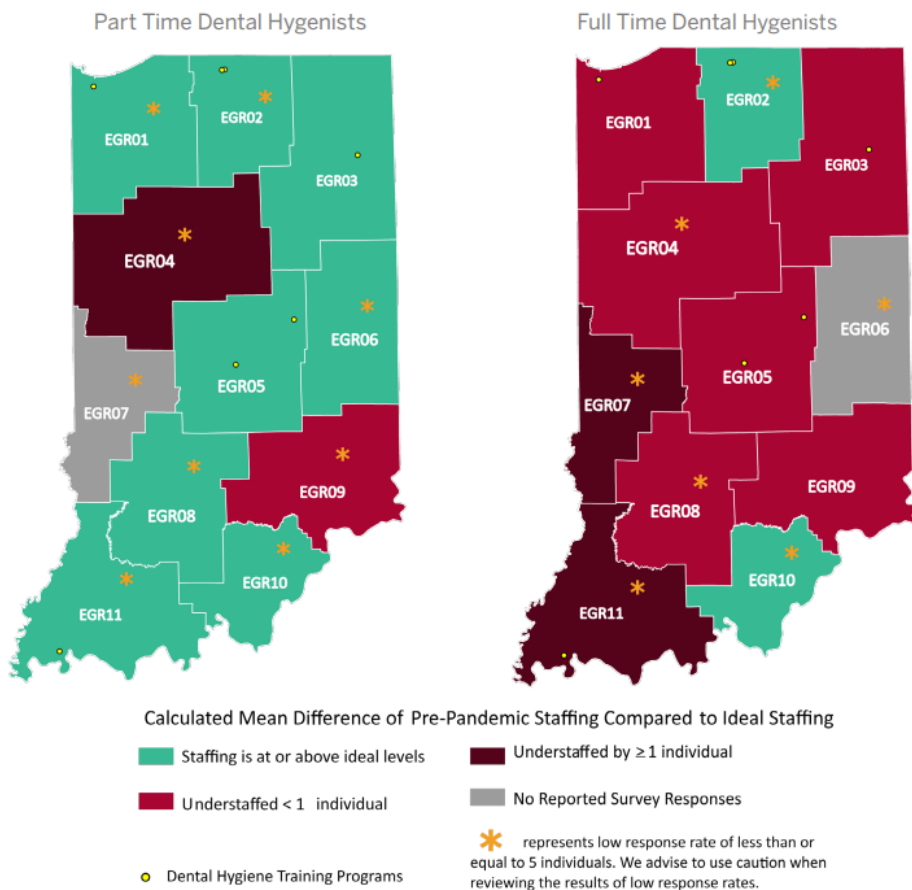 Part Time Dental Hygenists
Full Time Dental Hygenists
EGR01
EGR02
EGR03
EGR04
EGR05
EGR06
EGR07
EGR08
EGR09
EGR10
EGR11
EGR01
EGR02
EGR03
EGR04
EGR05
EGR06
EGR07
EGR08
EGR09
EGR10
EGR11
Calculated Mean Difference of Pre-Pandemic Staffing Compared to Ideal Staffing
Staffing is at or above ideal levels
Understaffed < 1 individual
Dental Hygiene Training Programs
Understaffed by ≥1 individual
No Reported Survey Responses
represents low response rate of less than or
equal to 5 individuals. We advise to use caution when
reviewing the results of low response rates.